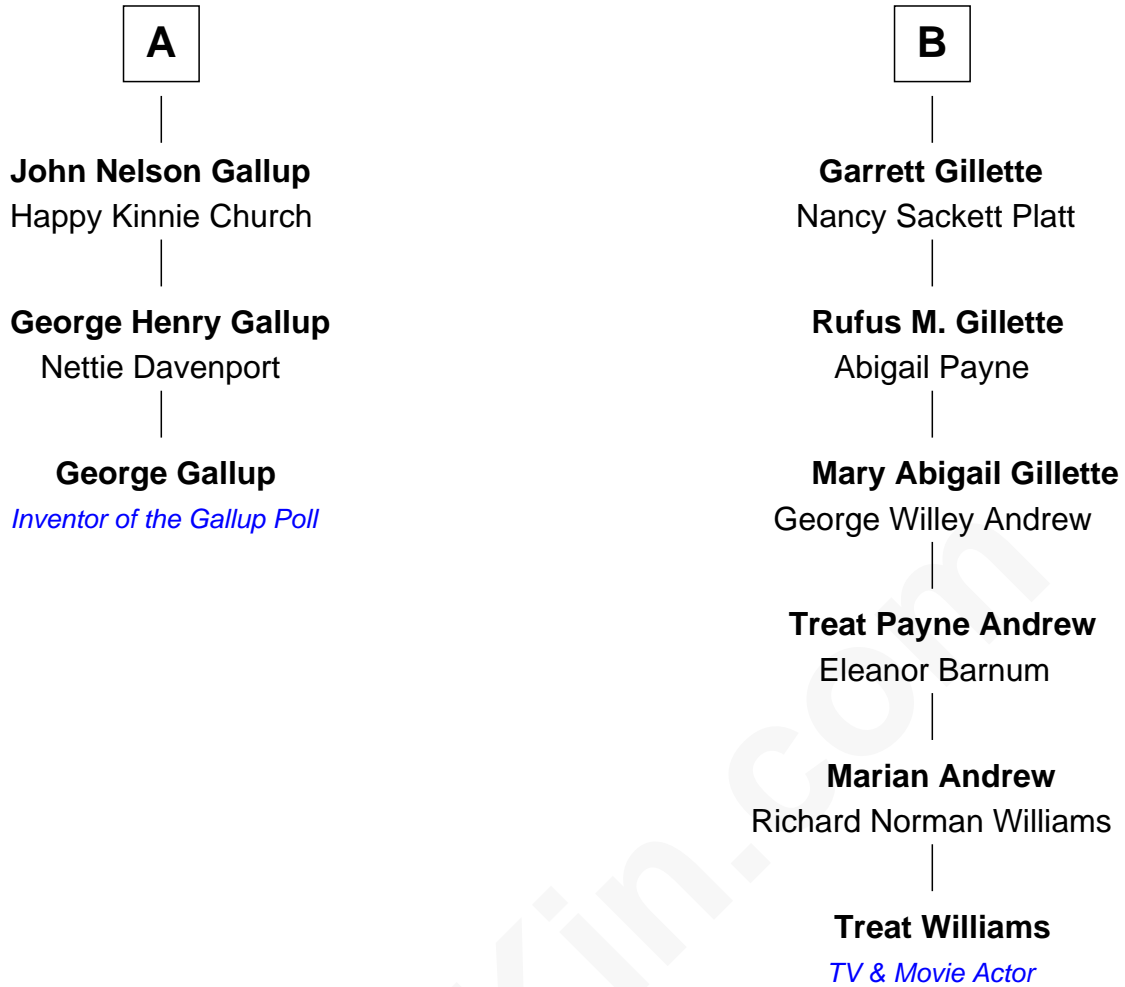 A
John Nelson Gallup
Happy Kinnie Church
George Henry Gallup
Nettie Davenport
George Gallup
Inventor of the Gallup Poll
B
Garrett Gillette
Nancy Sackett Platt
Rufus M. Gillette
Abigail Payne
Mary Abigail Gillette
George Willey Andrew
Treat Payne Andrew
Eleanor Barnum
Marian Andrew
Richard Norman Williams
Treat Williams
TV & Movie Actor